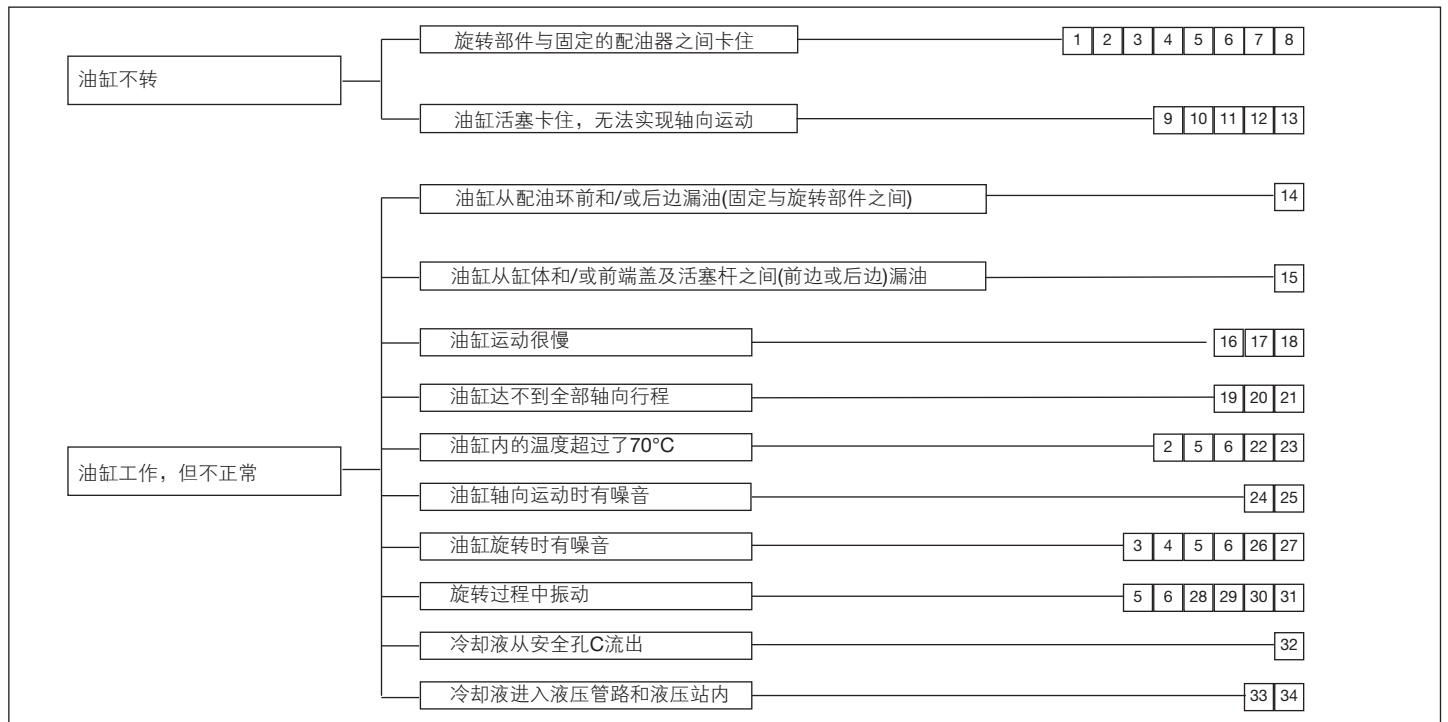 旋转部件与固定的配油器之间卡住 1 2 3 4 5 6 7 8
油缸不转
油缸活塞卡住，无法实现轴向运动 9 10 11 12 13
油缸从配油环前和/或后边漏油(固定与旋转部件之间) 14
油缸从缸体和/或前端盖及活塞杆之间(前边或后边)漏油 15
油缸运动很慢 16 17 18
油缸达不到全部轴向行程 19 20 21
油缸内的温度超过了70°C 2 5 6 22 23
油缸工作，但不正常
油缸轴向运动时有噪音 24 25
油缸旋转时有噪音 3 4 5 6 26 27
旋转过程中振动 5 6 28 29 30 31
冷却液从安全孔C流出 32
冷却液进入液压管路和液压站内 33 34